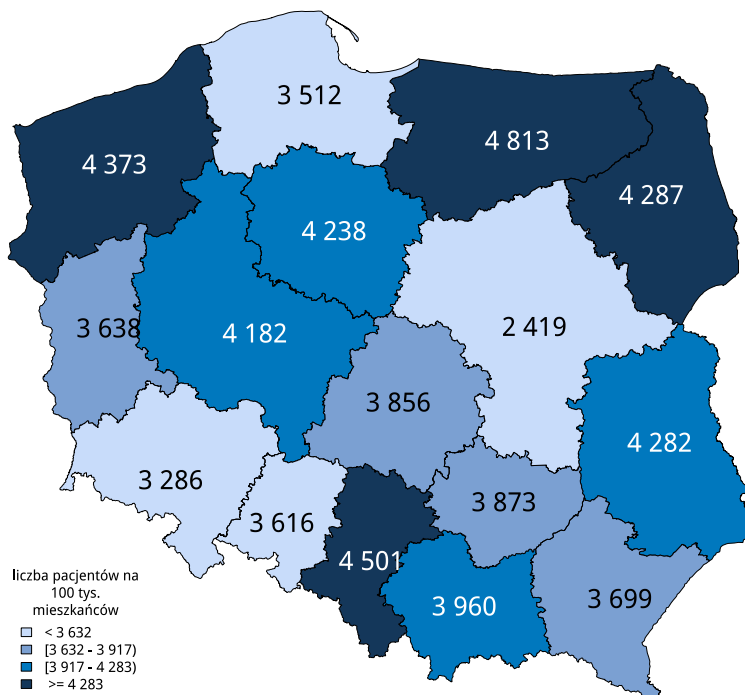 3 512
4 813
4 373
4 287
4 238
2 419
3 638
4 182
3 856
4 282
3 286
3 873
3 616
4 501
3 699
3 960
liczba pacjentów na
100 tys.
mieszkańców
< 3 632
[3 632 - 3 917)
[3 917 - 4 283)
>= 4 283